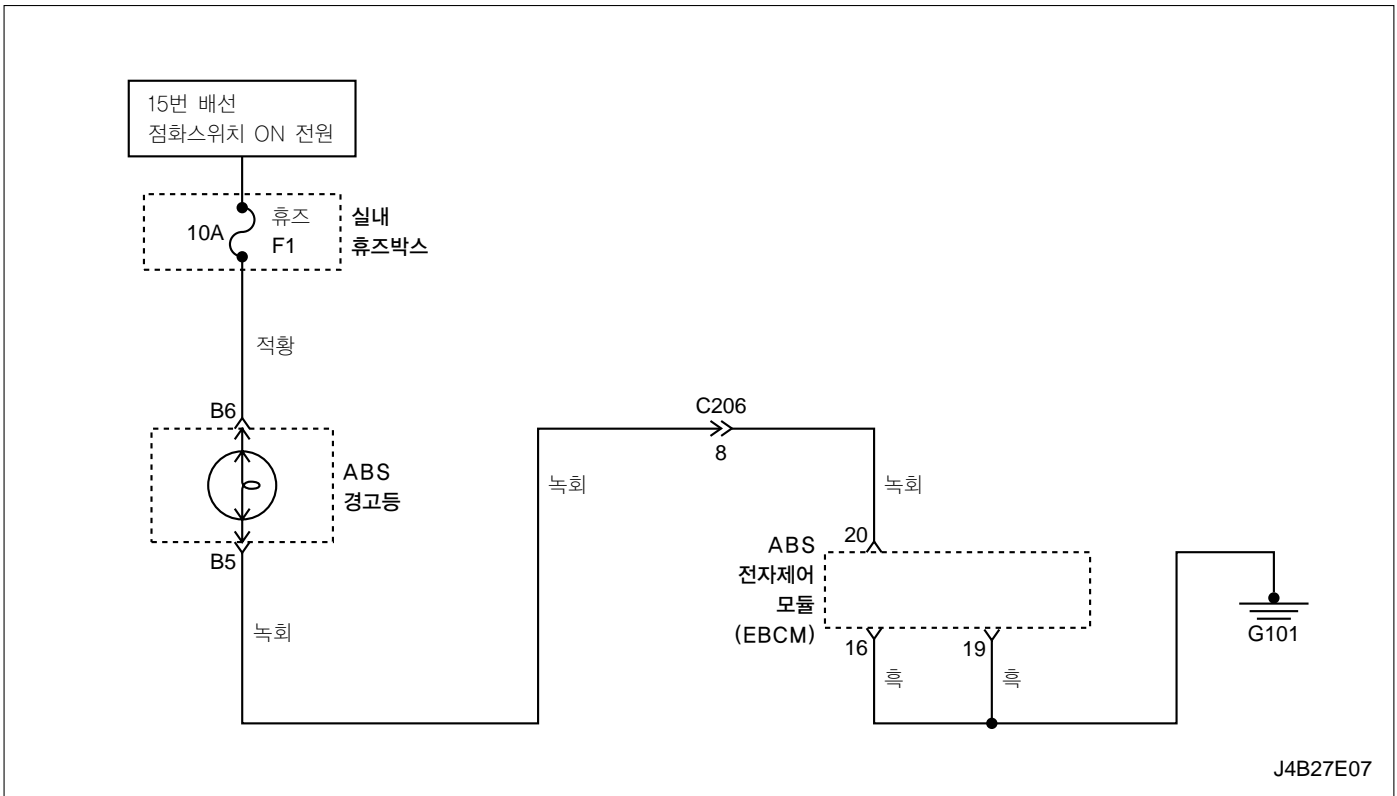 15번 배선
점화스위치 ON 전원
10A
휴즈
F1
실내
휴즈박스
적황
B6
ABS
경고등
B5
녹회
녹회
C206
8
녹회
20
ABS
전자제어
모듈
(EBCM)
16
19
흑
흑
G101
J4B27E07